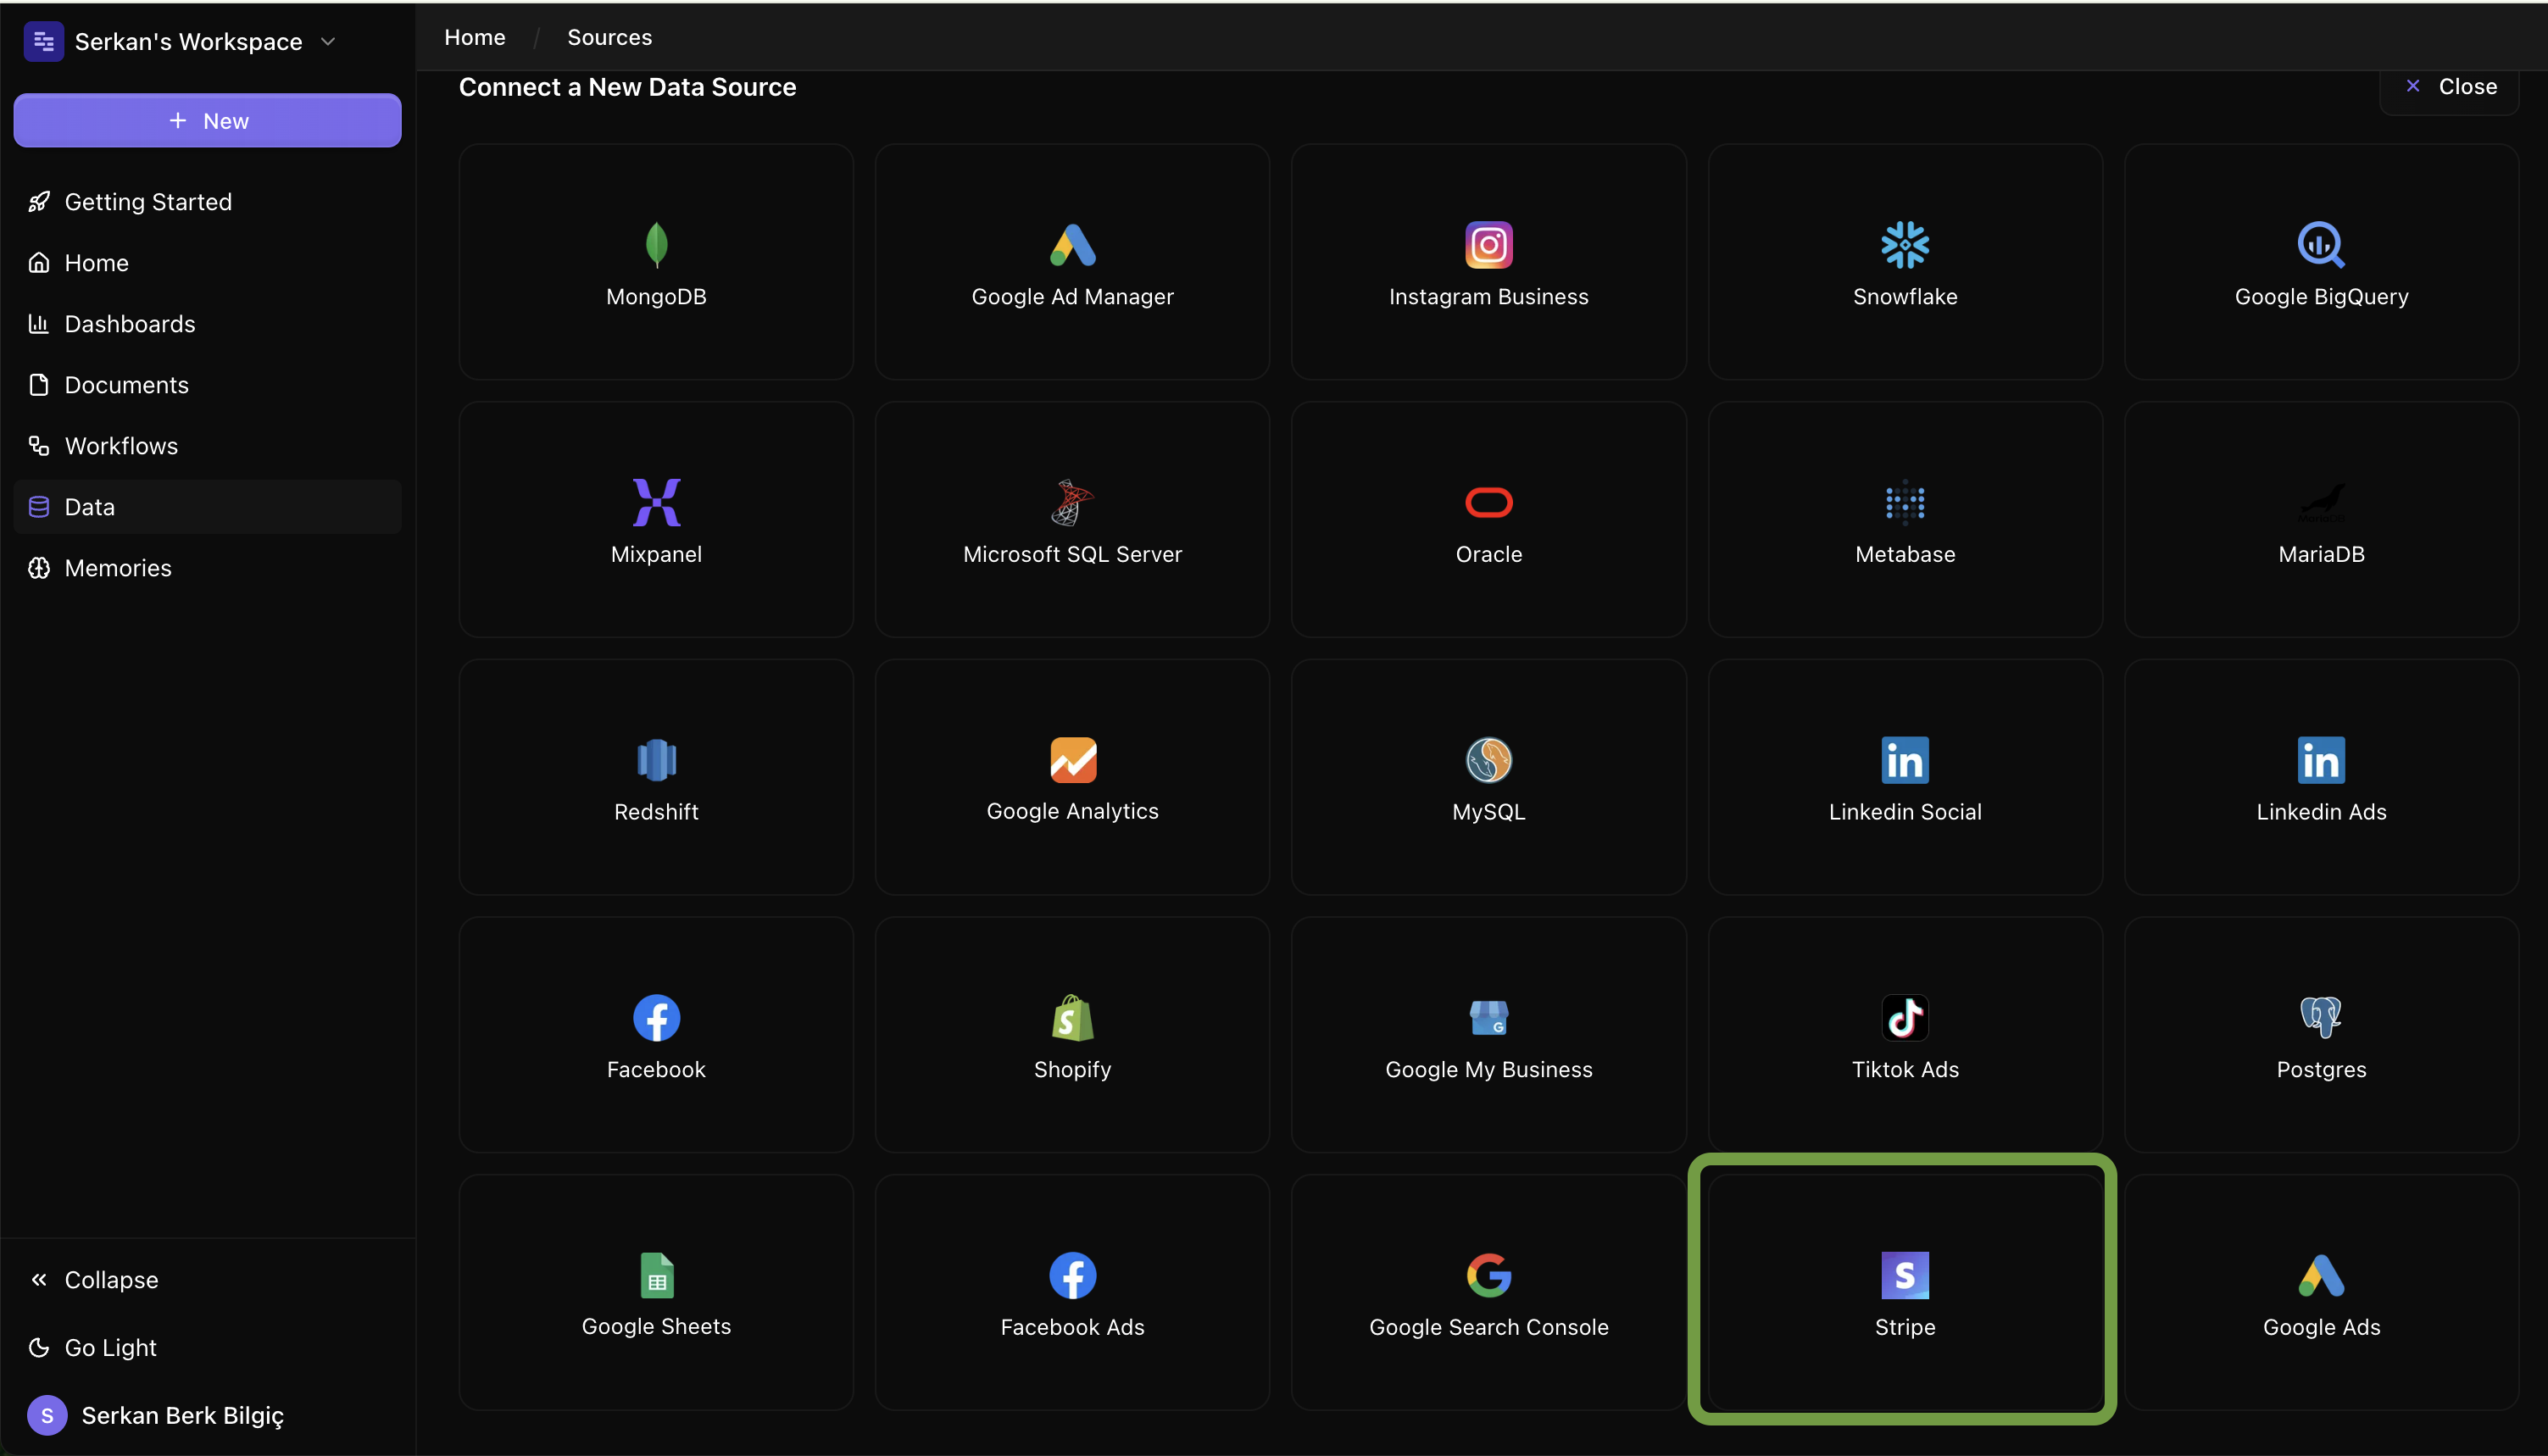 Serkan's Workspace
New
Getting Started
Home
Dashboards
Documents
Workflows
Data
Memories
Collapse
Go Light
S
Serkan Berk Bilgiç
Home / Sources
Connect a New Data Source
Close
MongoDB
Google Ad Manager
Instagram Business
Snowflake
Google BigQuery
Mixpanel
Microsoft SQL Server
Oracle
Metabase
MariaDB
Redshift
Google Analytics
MySQL
in
Linkedin Social
in
Linkedin Ads
Facebook
Shopify
Google My Business
Tiktok Ads
Postgres
Google Sheets
Facebook Ads
Google Search Console
S
Stripe
Google Ads